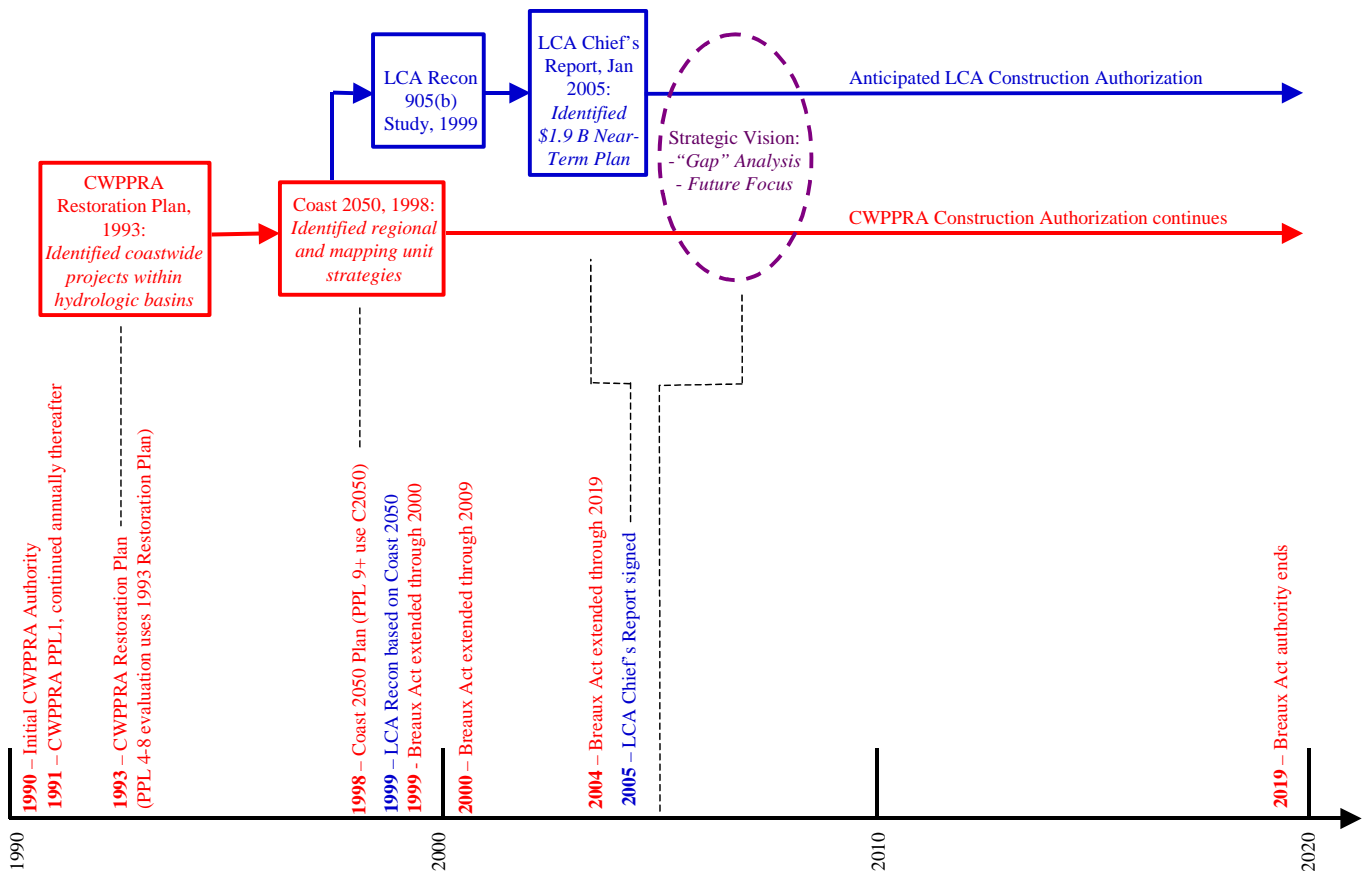 LCA Chief's
Report, Jan
2005:
Identified
$1.9 B Near-
Term Plan
LCA Recon
905(b)
Study, 1999
Anticipated LCA Construction Authorization
Strategic Vision:
-“Gap” Analysis
- Future Focus
CWPPRA
Restoration Plan,
1993:
Identified coastwide
projects within
hydrologic basins
Coast 2050, 1998:
Identified regional
and mapping unit
strategies
CWPPRA Construction Authorization continues
1990 – Initial CWPPRA Authority
1991 – CWPPRA PPL1, continued annually thereafter
1993 – CWPPRA Restoration Plan
(PPL 4-8 evaluation uses 1993 Restoration Plan)
1998 – Coast 2050 Plan (PPL 9+ use C2050)
1999 – LCA Recon based on Coast 2050
1999 - Breaux Act extended through 2000
2000 – Breaux Act extended through 2009
2004 – Breaux Act extended through 2019
2005 – LCA Chief's Report signed
2019 – Breaux Act authority ends
1990
2000
2010
2020